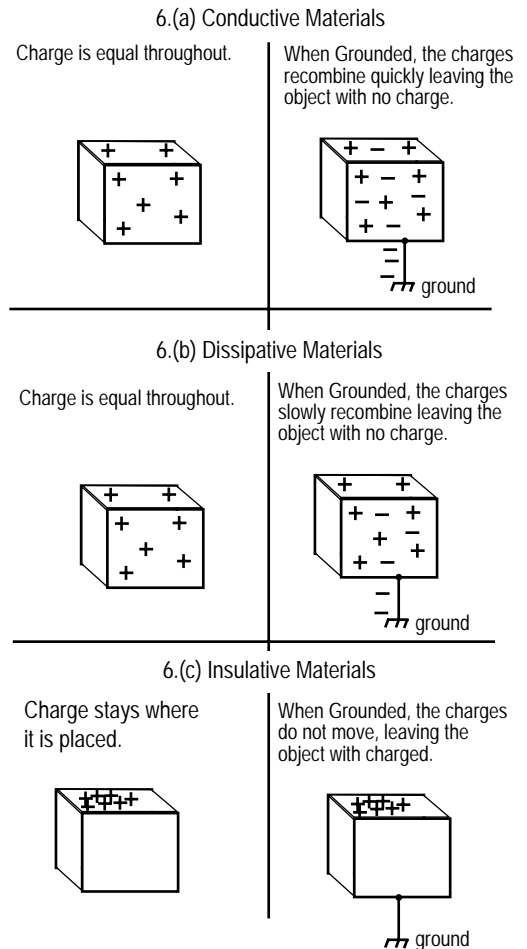 6.(a) Conductive Materials
Charge is equal throughout.
When Grounded, the charges
recombine quickly leaving the
object with no charge.
ground
6.(b) Dissipative Materials
Charge is equal throughout.
When Grounded, the charges
slowly recombine leaving the
object with no charge.
ground
6.(c) Insulative Materials
Charge stays where
it is placed.
When Grounded, the charges
do not move, leaving the
object with charged.
ground